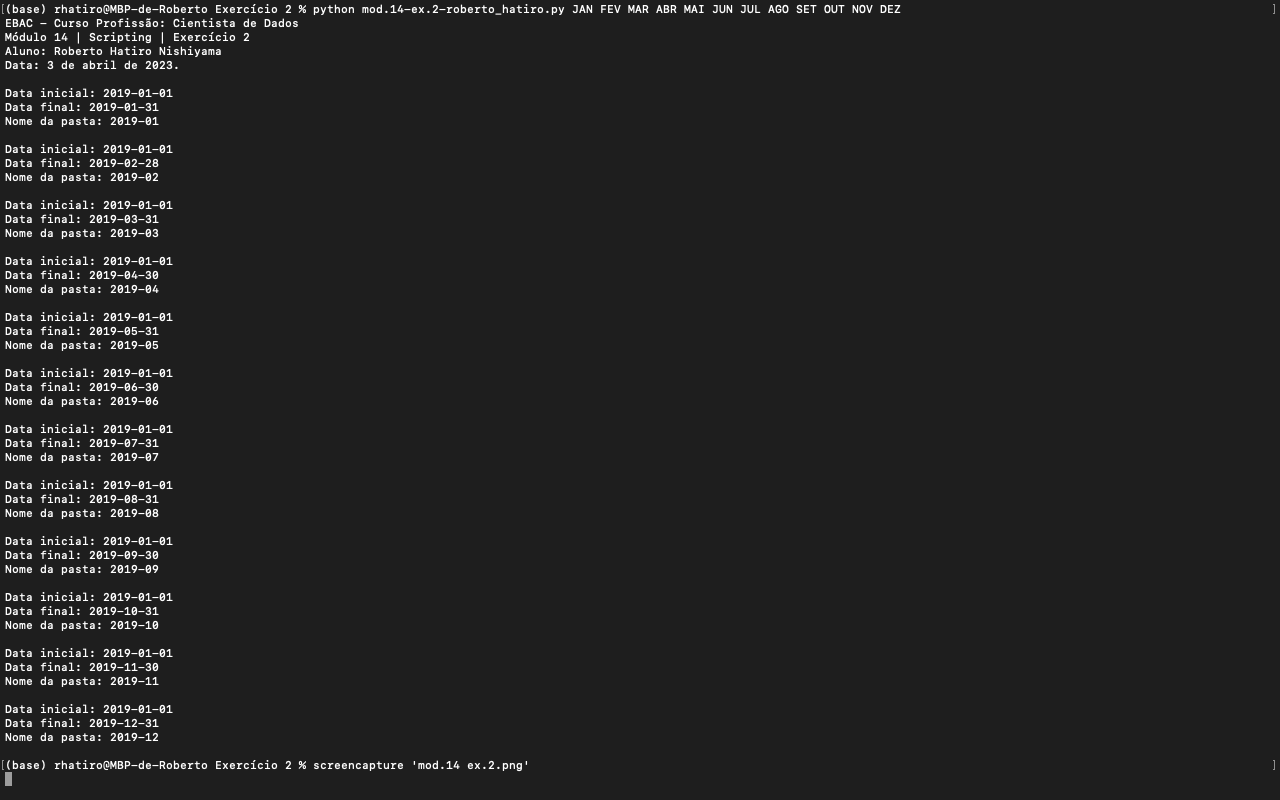 [(base) rhatiro@MBP-de-Roberto Exercício 2 % python mod.14-ex.2-roberto_hatiro.py JAN FEV MAR ABR MAI JUN JUL AGO SET OUT NOV DEZ ]
EBAC - Curso Profissão: Cientista de Dados
Módulo 14 | Scripting | Exercício 2
Aluno: Roberto Hatiro Nishiyama
Data: 3 de abril de 2023.
Data inicial: 2019-01-01
Data final: 2019-01-31
Nome da pasta: 2019-01
Data inicial: 2019-01-01
Data final: 2019-02-28
Nome da pasta: 2019-02
Data inicial: 2019-01-01
Data final: 2019-03-31
Nome da pasta: 2019-03
Data inicial: 2019-01-01
Data final: 2019-04-30
Nome da pasta: 2019-04
Data inicial: 2019-01-01
Data final: 2019-05-31
Nome da pasta: 2019-05
Data inicial: 2019-01-01
Data final: 2019-06-30
Nome da pasta: 2019-06
Data inicial: 2019-01-01
Data final: 2019-07-31
Nome da pasta: 2019-07
Data inicial: 2019-01-01
Data final: 2019-08-31
Nome da pasta: 2019-08
Data inicial: 2019-01-01
Data final: 2019-09-30
Nome da pasta: 2019-09
Data inicial: 2019-01-01
Data final: 2019-10-31
Nome da pasta: 2019-10
Data inicial: 2019-01-01
Data final: 2019-11-30
Nome da pasta: 2019-11
Data inicial: 2019-01-01
Data final: 2019-12-31
Nome da pasta: 2019-12
[(base) rhatiro@MBP-de-Roberto Exercício 2 % screencapture 'mod.14 ex.2.png' ]